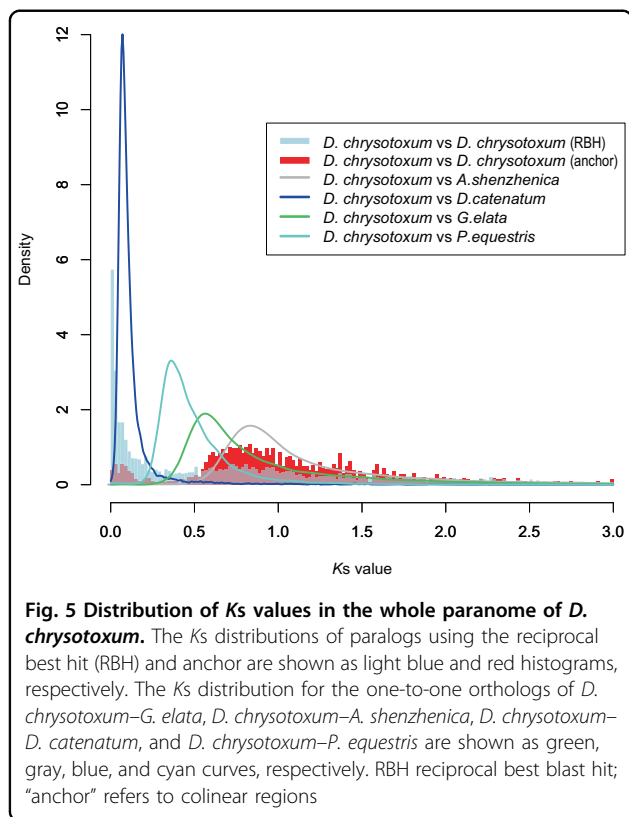 12
10
8
6
4
2
0
Density
D. chrysotoxum vs D. chrysotoxum (RBH)
D. chrysotoxum vs D. chrysotoxum (anchor)
D. chrysotoxum vs A.shenzhenica
D. chrysotoxum vs D.catenatum
D. chrysotoxum vs G.elata
D. chrysotoxum vs P.equestris
0.0 0.5 1.0 1.5 2.0 2.5 3.0
Ks value
Fig. 5 Distribution of Ks values in the whole paranome of D.
chrysotoxum. The Ks distributions of paralogs using the reciprocal
best hit (RBH) and anchor are shown as light blue and red histograms,
respectively. The Ks distribution for the one-to-one orthologs of D.
chrysotoxum–G. elata, D. chrysotoxum–A. shenzhenica, D. chrysotoxum–
D. catenatum, and D. chrysotoxum–P. equestris are shown as green,
gray, blue, and cyan curves, respectively. RBH reciprocal best blast hit;
“anchor” refers to colinear regions